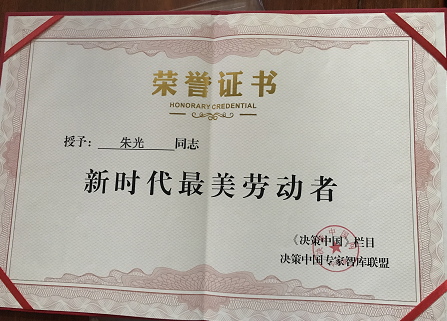 荣誉证书
HONORARY CREDENTIAL
授予：朱光同志
新时代最美劳动者
《决策中国》栏目
决策中国专家智库联盟